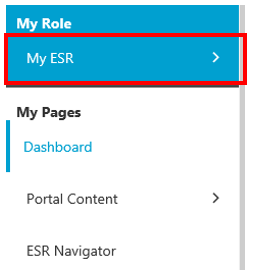 My Role
My ESR
My Pages
Dashboard
Portal Content
ESR Navigator